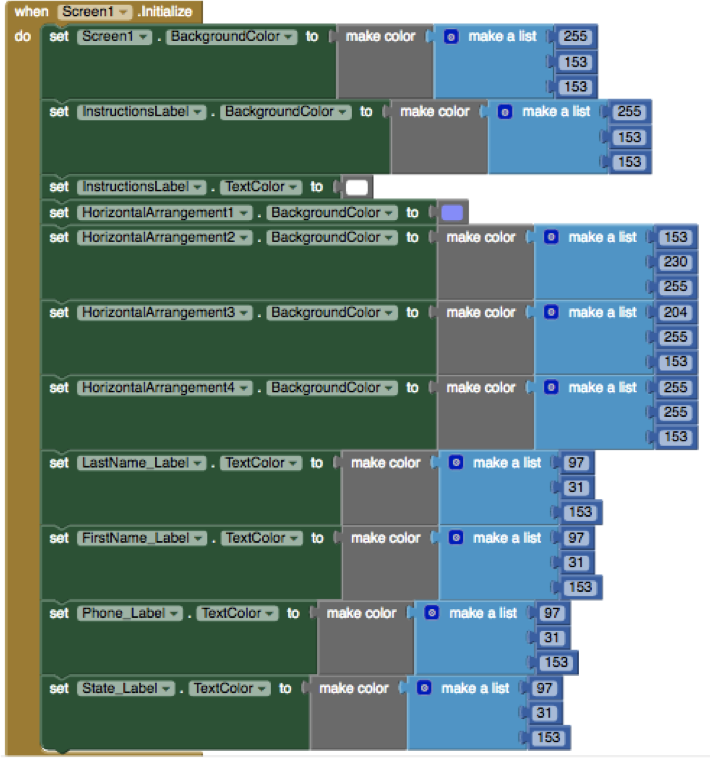 when Screen1 .Initialize
do set Screen1 . BackgroundColor to make color make a list 255
153
153
set InstructionsLabel . BackgroundColor to make color make a list 255
153
153
set InstructionsLabel . TextColor to
set HorizontalArrangement1 . BackgroundColor to
set HorizontalArrangement2 . BackgroundColor to make color make a list 153
230
255
set HorizontalArrangement3 . BackgroundColor to make color make a list 204
255
153
set HorizontalArrangement4 . BackgroundColor to make color make a list 255
255
153
set LastName_Label . TextColor to make color make a list 97
31
153
set FirstName_Label . TextColor to make color make a list 97
31
153
set Phone_Label . TextColor to make color make a list 97
31
153
set State_Label . TextColor to make color make a list 97
31
153